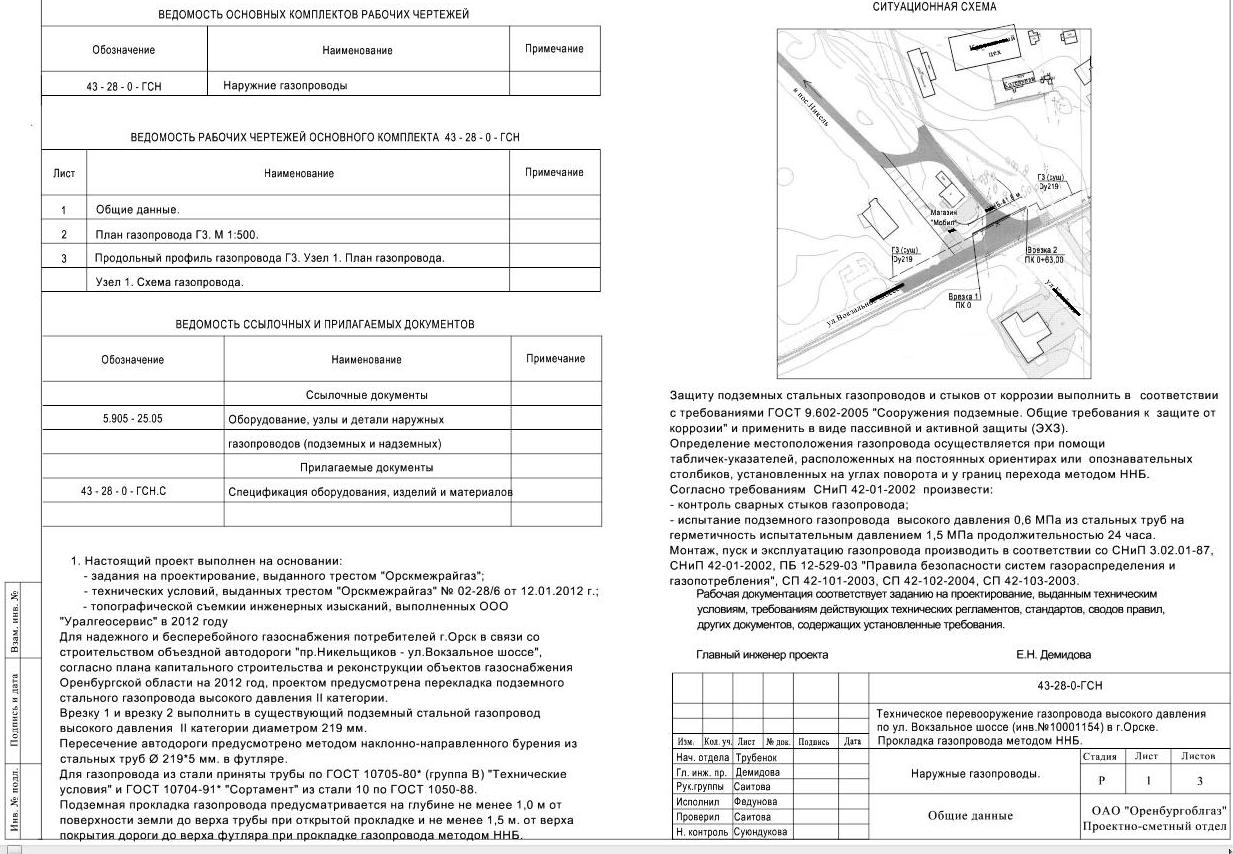 ВЕДОМОСТЬ ОСНОВНЫХ КОМПЛЕКТОВ РАБОЧИХ ЧЕРТЕЖЕЙ
Обозначение Наименование Примечание
43 - 28 - 0 - ГСН Наружние газопроводы
ВЕДОМОСТЬ РАБОЧИХ ЧЕРТЕЖЕЙ ОСНОВНОГО КОМПЛЕКТА 43 - 28 - 0 - ГСН
Лист Наименование Примечание
1 Общие данные.
2 План газопровода Г3. М 1:500.
3 Продольный профиль газопровода Г3. Узел 1. План газопровода.
Узел 1. Схема газопровода.
ВЕДОМОСТЬ ССЫЛОЧНЫХ И ПРИЛАГАЕМЫХ ДОКУМЕНТОВ
Обозначение Наименование Примечание
Ссылочные документы
5.905 - 25.05 Оборудование, узлы и детали наружных
газопроводов (подземных и надземных)
Прилагаемые документы
43 - 28 - 0 - ГСН.С Спецификация оборудования, изделий и материалов
1. Настоящий проект выполнен на основании:
- задания на проектирование, выданного трестом "Орскмежрайгаз";
- технических условий, выданных трестом "Орскмежрайгаз" № 02-28/6 от 12.01.2012 г.;
- топографической съемкии инженерных изысканий, выполненных ООО
"Уралгеосервис" в 2012 году
Для надежного и бесперебойного газоснабжения потребителей г.Орск в связи со
строительством объездной автодороги "пр.Никельщиков - ул.Вокзальное шоссе",
согласно плана капитального строительства и реконструкции объектов газоснабжения
Оренбургской области на 2012 год, проектом предусмотрена перекладка подземного
стального газопровода высокого давления II категории.
Врезку 1 и врезку 2 выполнить в существующий подземный стальной газопровод
высокого давления II категории диаметром 219 мм.
Пересечение автодороги предусмотрено методом наклонно-направленного бурения из
стальных труб Ø 219*5 мм. в футляре.
Для газопровода из стали приняты трубы по ГОСТ 10705-80* (группа В) "Технические
условия" и ГОСТ 10704-91* "Сортамент" из стали 10 по ГОСТ 1050-88.
Подземная прокладка газопровода предусматривается на глубине не менее 1,0 м от
поверхности земли до верха трубы при открытой прокладке и не менее 1,5 м. от верха
покрытия дороги до верха футляра при прокладке газопровода методом ННБ.
Взам. инв. №
Подпись и дата
Инв. № подл.
СИТУАЦИОННАЯ СХЕМА
цех
Котельная
в пос.Никель
Г3 (сущ)
Dу219
Магазин
"Мобил"
Г3 (сущ)
Dу219
Врезка 2
ПК 0+63,00
Врезка 1
ПК 0
ул.
ул.Вокзальное шоссе
Защиту подземных стальных газопроводов и стыков от коррозии выполнить в соответствии
с требованиями ГОСТ 9.602-2005 "Сооружения подземные. Общие требования к защите от
коррозии" и применить в виде пассивной и активной защиты (ЭХЗ).
Определение местоположения газопровода осуществляется при помощи
табличек-указателей, расположенных на постоянных ориентирах или опознавательных
столбиков, установленных на углах поворота и у границ перехода методом ННБ.
Согласно требованиям СНиП 42-01-2002 произвести:
- контроль сварных стыков газопровода;
- испытание подземного газопровода высокого давления 0,6 МПа из стальных труб на
герметичность испытательным давлением 1,5 МПа продолжительностью 24 часа.
Монтаж, пуск и эксплуатацию газопровода производить в соответствии со СНиП 3.02.01-87,
СНиП 42-01-2002, ПБ 12-529-03 "Правила безопасности систем газораспределения и
газопотребления", СП 42-101-2003, СП 42-102-2004, СП 42-103-2003.
Рабочая документация соответствует заданию на проектирование, выданным техническим
условиям, требованиям действующих технических регламентов, стандартов, сводов правил,
других документов, содержащих установленные требования.
Главный инженер проекта Е.Н. Демидова
43-28-0-ГСН
Техническое перевооружение газопровода высокого давления
по ул. Вокзальное шоссе (инв.№10001154) в г.Орске.
Прокладка газопровода методом ННБ.
Изм. Кол. уч. Лист № док. Подпись Дата
Нач. отдела Трубенок
Гл. инж. пр. Демидова
Рук.группы Саитова
Исполнил Федунова
Проверил Саитова
Н. контроль Суюндукова
Наружные газопроводы.
Стадия Лист Листов
Р 1 3
Общие данные
ОАО "Оренбургоблгаз"
Проектно-сметный отдел